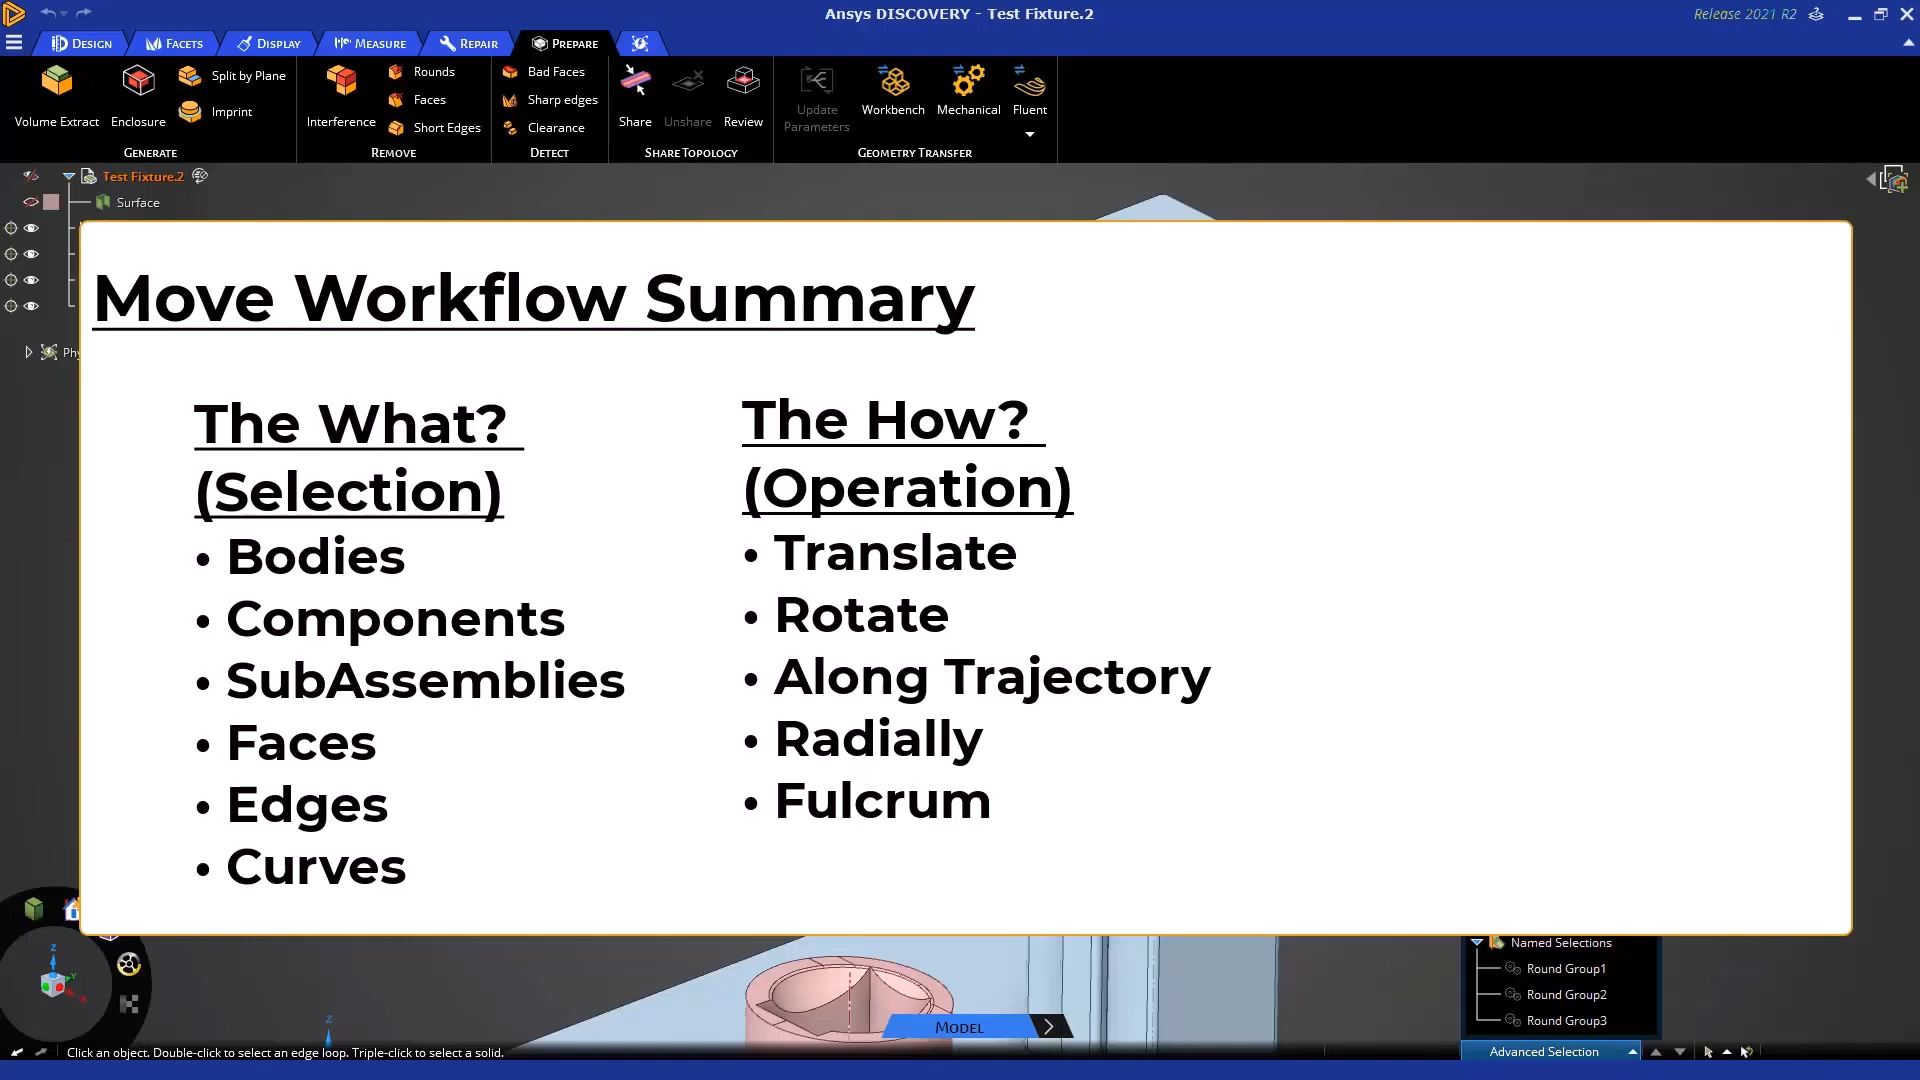 Ansys DISCOVERY - Test Fixture.2
Release 2021 R2
DESIGN
FACETS
DISPLAY
MEASURE
REPAIR
PREPARE
Volume Extract
Enclosure
Split by Plane
Imprint
GENERATE
Interference
Rounds
Faces
Short Edges
REMOVE
Bad Faces
Sharp edges
Clearance
DETECT
Share
Unshare
Review
SHARE TOPOLOGY
Update
Parameters
Workbench
Mechanical
Fluent
GEOMETRY TRANSFER
Test Fixture.2
Surface
Phy
Move Workflow Summary
The What?
(Selection)
• Bodies
• Components
• SubAssemblies
• Faces
• Edges
• Curves
The How?
(Operation)
• Translate
• Rotate
• Along Trajectory
• Radially
• Fulcrum
Z
Y
X
Z
MODEL
Named Selections
Round Group1
Round Group2
Round Group3
Click an object. Double-click to select an edge loop. Triple-click to select a solid.
Advanced Selection